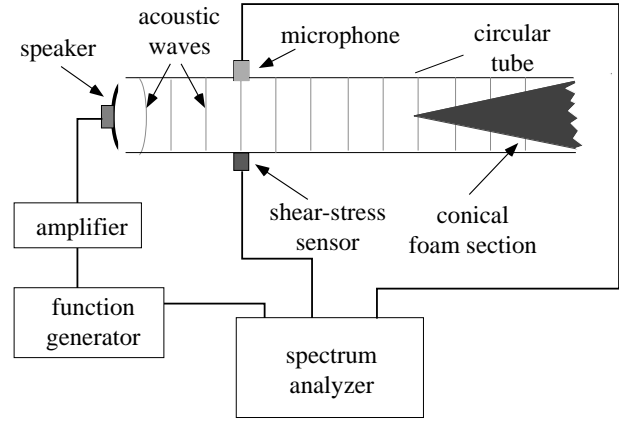 acoustic
waves
speaker
microphone
circular
tube
shear-stress
sensor
conical
foam section
amplifier
function
generator
spectrum
analyzer